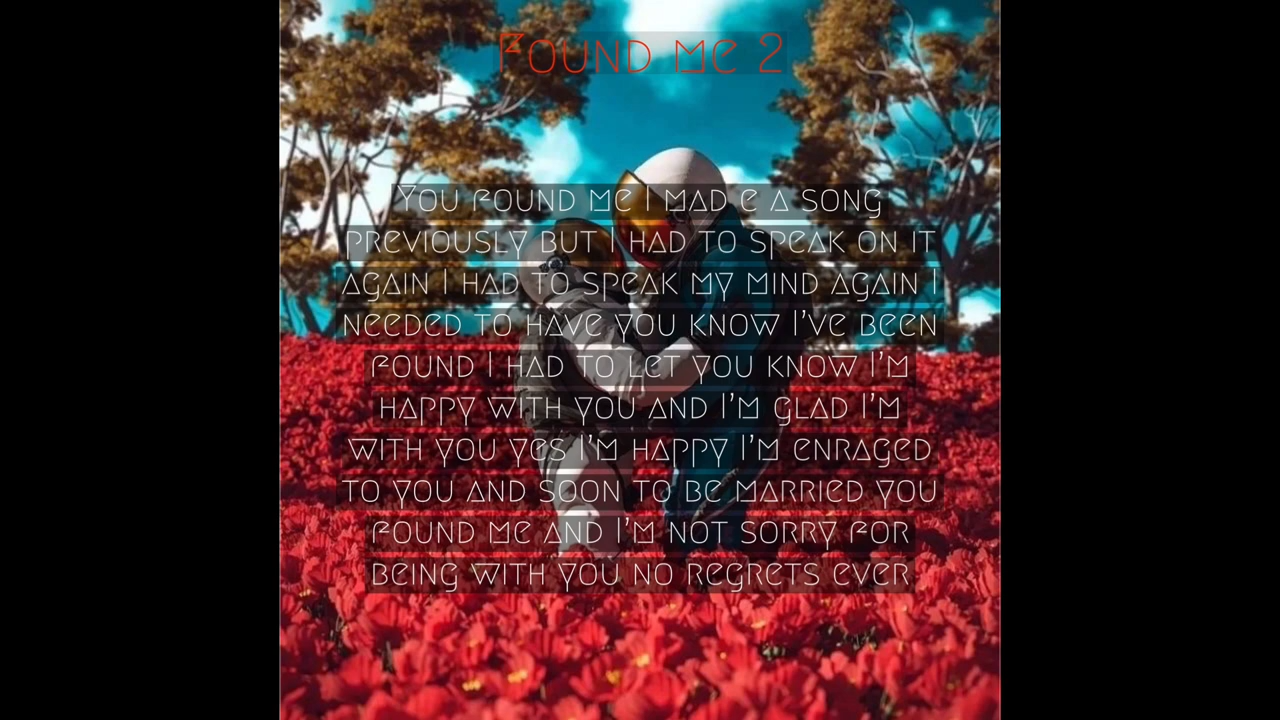 Found me 2
You found me I mad e a song
previously but I had to speak on it
again I had to speak my mind again I
needed to have you know I've been
found I had to let you know I'm
happy with you and I'm glad I'm
with you yes I'm happy I'm enraged
to you and soon to be married you
found me and I'm not sorry for
being with you no regrets ever